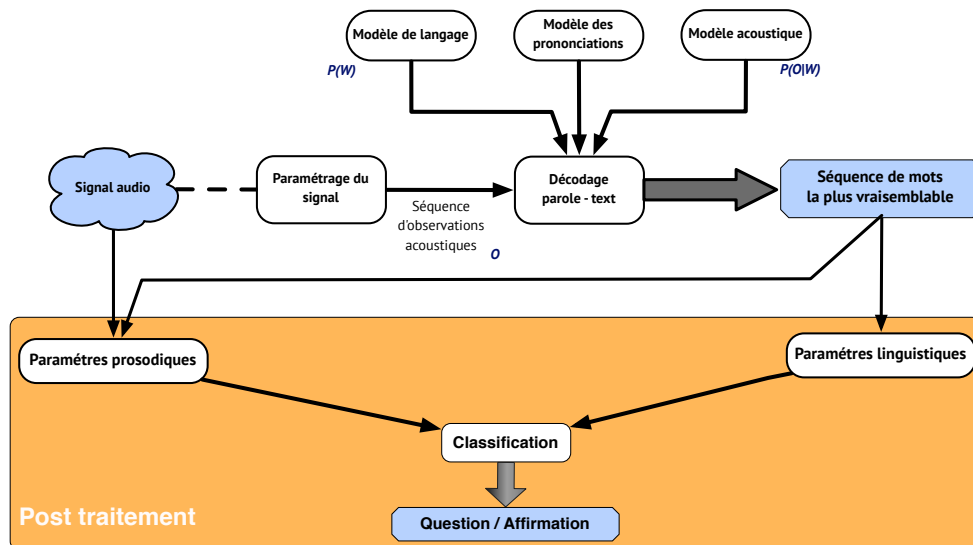 Modèle de langage
Modèle des
prononciations
Modèle acoustique
P(W)
P(O|W)
Signal audio
Paramétrage du
signal
Décodage
parole - text
Séquence de mots
la plus vraisemblable
Séquence
d'observations
acoustiques
O
Paramétres prosodiques
Paramétres linguistiques
Classification
Post traitement
Question / Affirmation